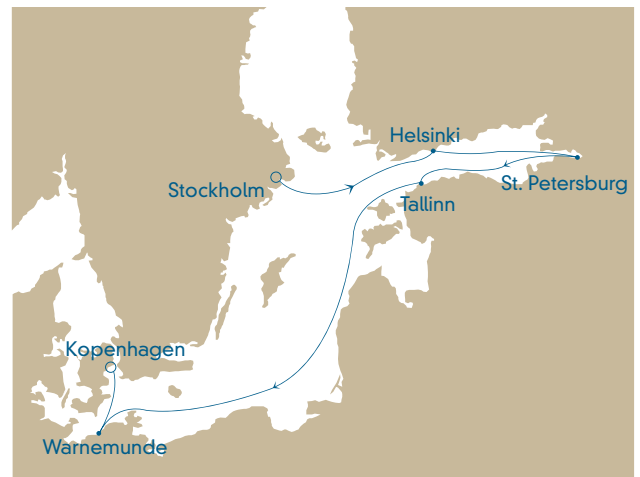 Helsinki
Stockholm
St. Petersburg
Tallinn
Kopenhagen
Warnemunde